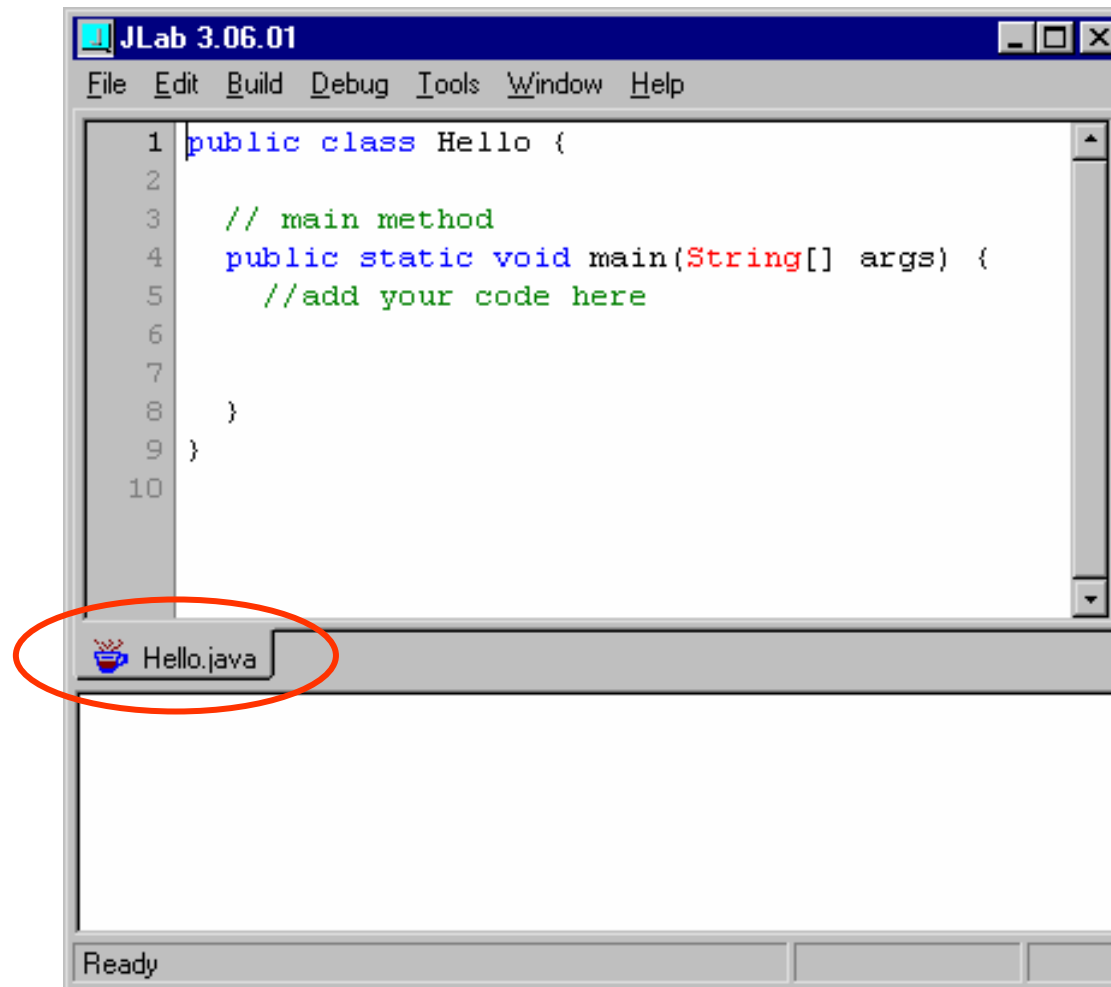 JLab 3.06.01
File Edit Build Debug Tools Window Help
1 public class Hello {
2
3 // main method
4 public static void main(String[] args) {
5 //add your code here
6
7
8 }
9 }
10
Hello.java
Ready